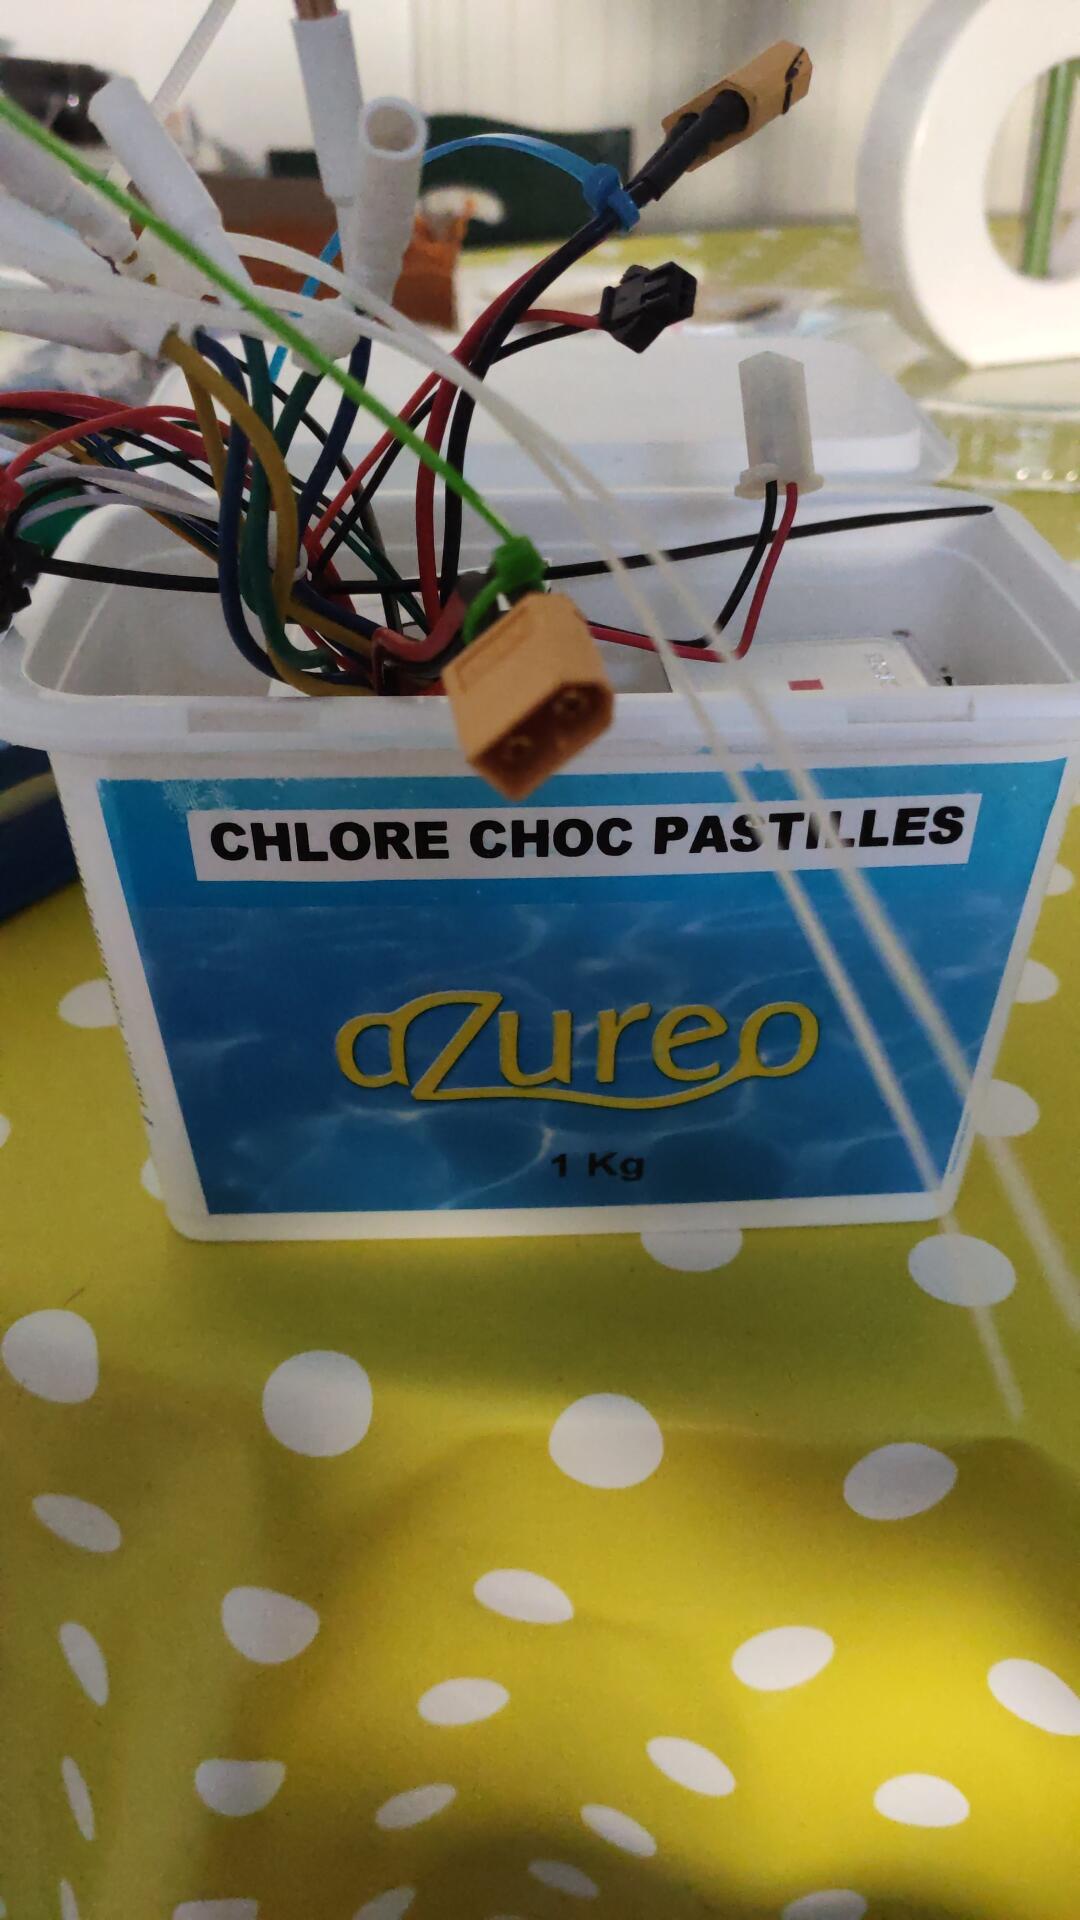 CHLORE CHOC PASTILLES
azureo
1 Kg